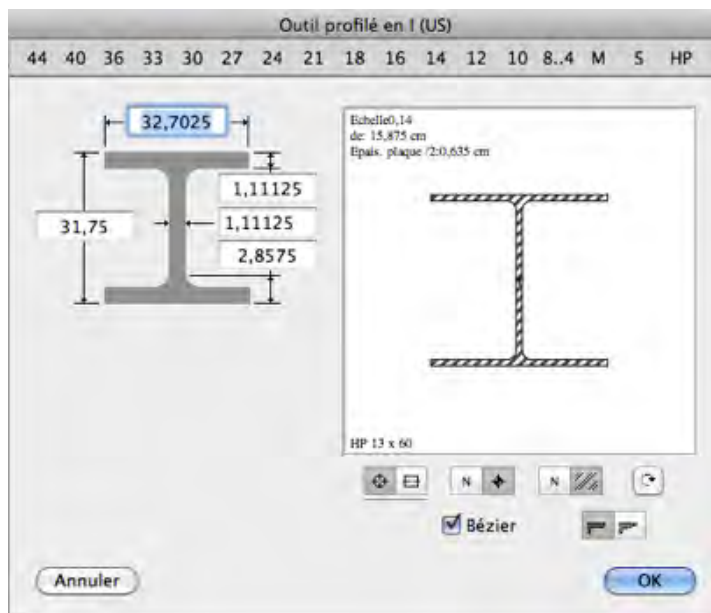 Outil profilé en I (US)
44 40 36 33 30 27 24 21 18 16 14 12 10 8..4 M S HP
32,7025
1,11125
31,75
1,11125
2,8575
Echelle0,14
de: 15,875 cm
Epais. plaque /2:0,635 cm
HP 13 x 60
N
N
Bézier
Annuler
OK